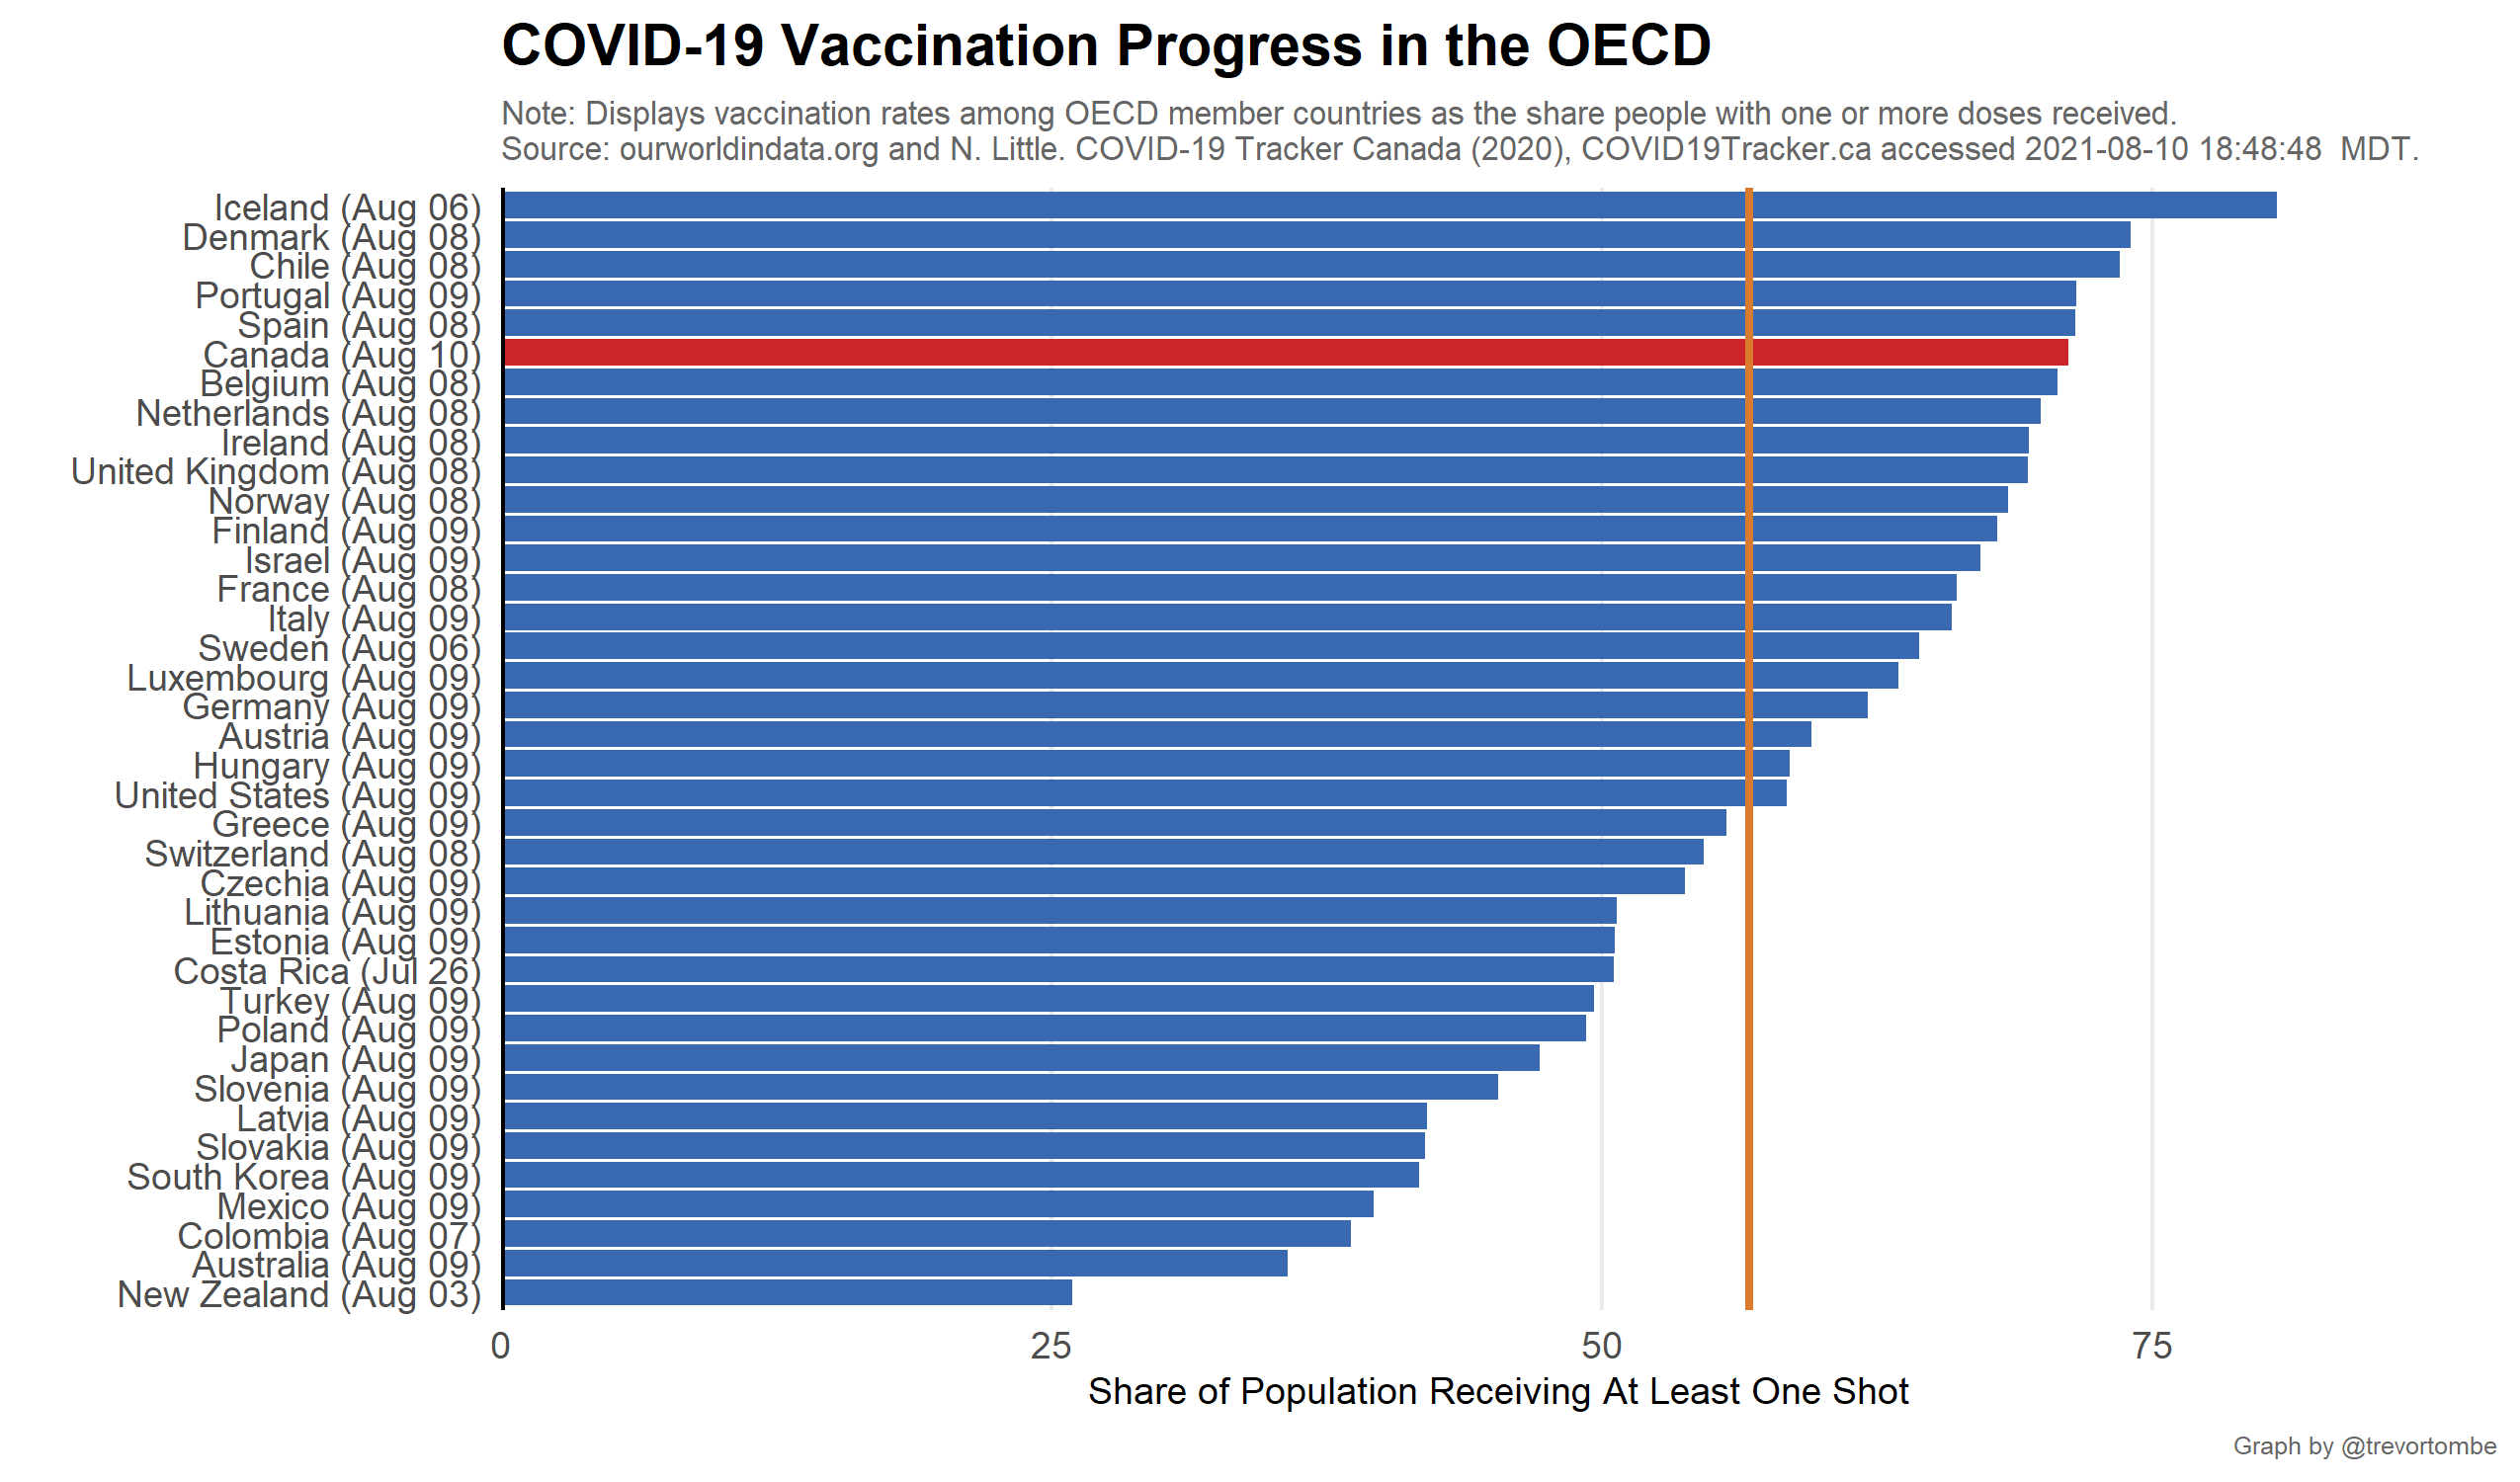 COVID-19 Vaccination Progress in the OECD
Note: Displays vaccination rates among OECD member countries as the share people with one or more doses received.
Source: ourworldindata.org and N. Little. COVID-19 Tracker Canada (2020), COVID19Tracker.ca accessed 2021-08-10 18:48:48 MDT.
Iceland (Aug 06)
Denmark (Aug 08)
Chile (Aug 08)
Portugal (Aug 09)
Spain (Aug 08)
Canada (Aug 10)
Belgium (Aug 08)
Netherlands (Aug 08)
Ireland (Aug 08)
United Kingdom (Aug 08)
Norway (Aug 08)
Finland (Aug 09)
Israel (Aug 09)
France (Aug 08)
Italy (Aug 09)
Sweden (Aug 06)
Luxembourg (Aug 09)
Germany (Aug 09)
Austria (Aug 09)
Hungary (Aug 09)
United States (Aug 09)
Greece (Aug 09)
Switzerland (Aug 08)
Czechia (Aug 09)
Lithuania (Aug 09)
Estonia (Aug 09)
Costa Rica (Jul 26)
Turkey (Aug 09)
Poland (Aug 09)
Japan (Aug 09)
Slovenia (Aug 09)
Latvia (Aug 09)
Slovakia (Aug 09)
South Korea (Aug 09)
Mexico (Aug 09)
Colombia (Aug 07)
Australia (Aug 09)
New Zealand (Aug 03)
0 25 50 75
Share of Population Receiving At Least One Shot
Graph by @trevortombe